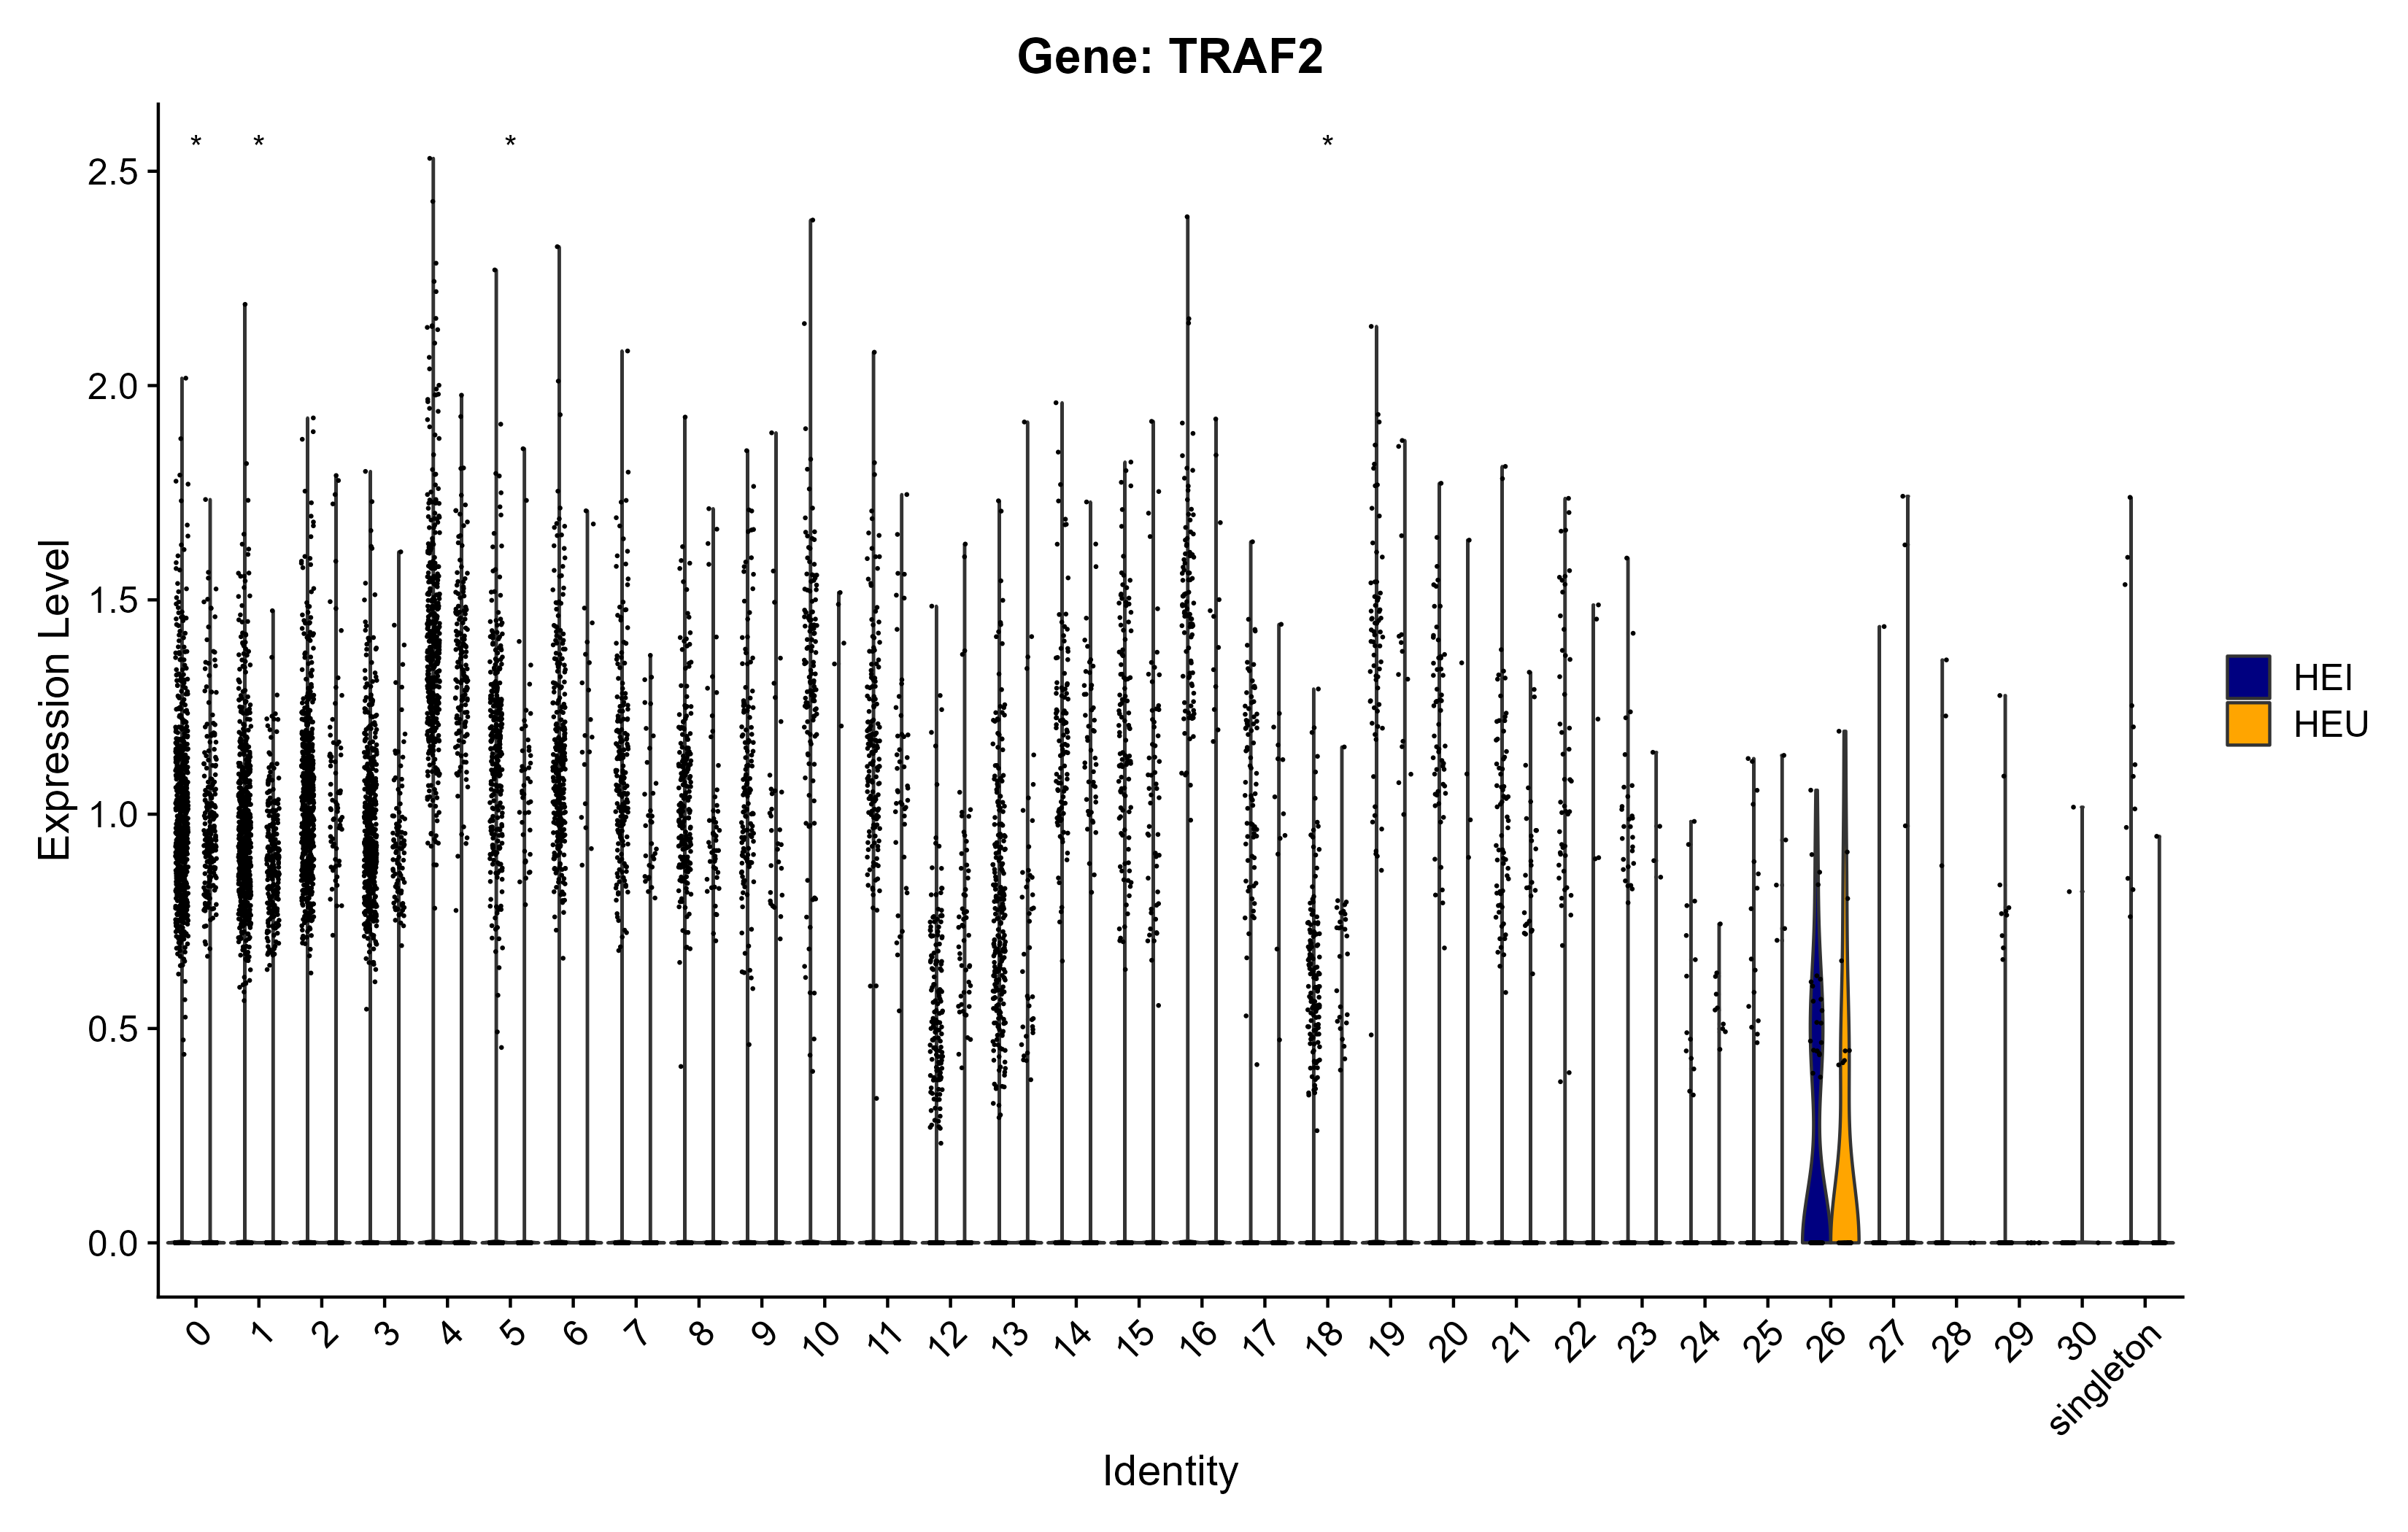 Gene: TRAF2
* * * *
Expression Level
2.5
2.0
1.5
1.0
0.5
0.0
HEI
HEU
0 1 2 3 4 5 6 7 8 9 10 11 12 13 14 15 16 17 18 19 20 21 22 23 24 25 26 27 28 29 30 singleton
Identity